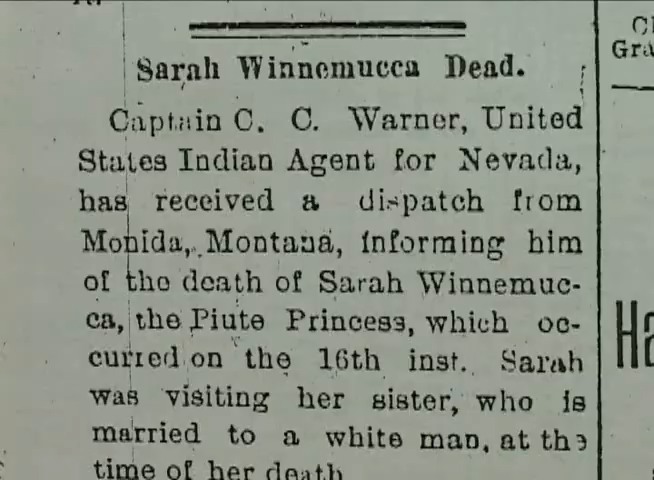 Sarah Winnemucca Dead.
Captain C. C. Warner, United
States Indian Agent for Nevada,
has received a dispatch from
Monida, Montana, informing him
of the death of Sarah Winnemuc-
ca, the Piute Princess, which oc-
curred on the 16th inst. Sarah
was visiting her sister, who is
married to a white man, at the
time of her death
Gra
Ha